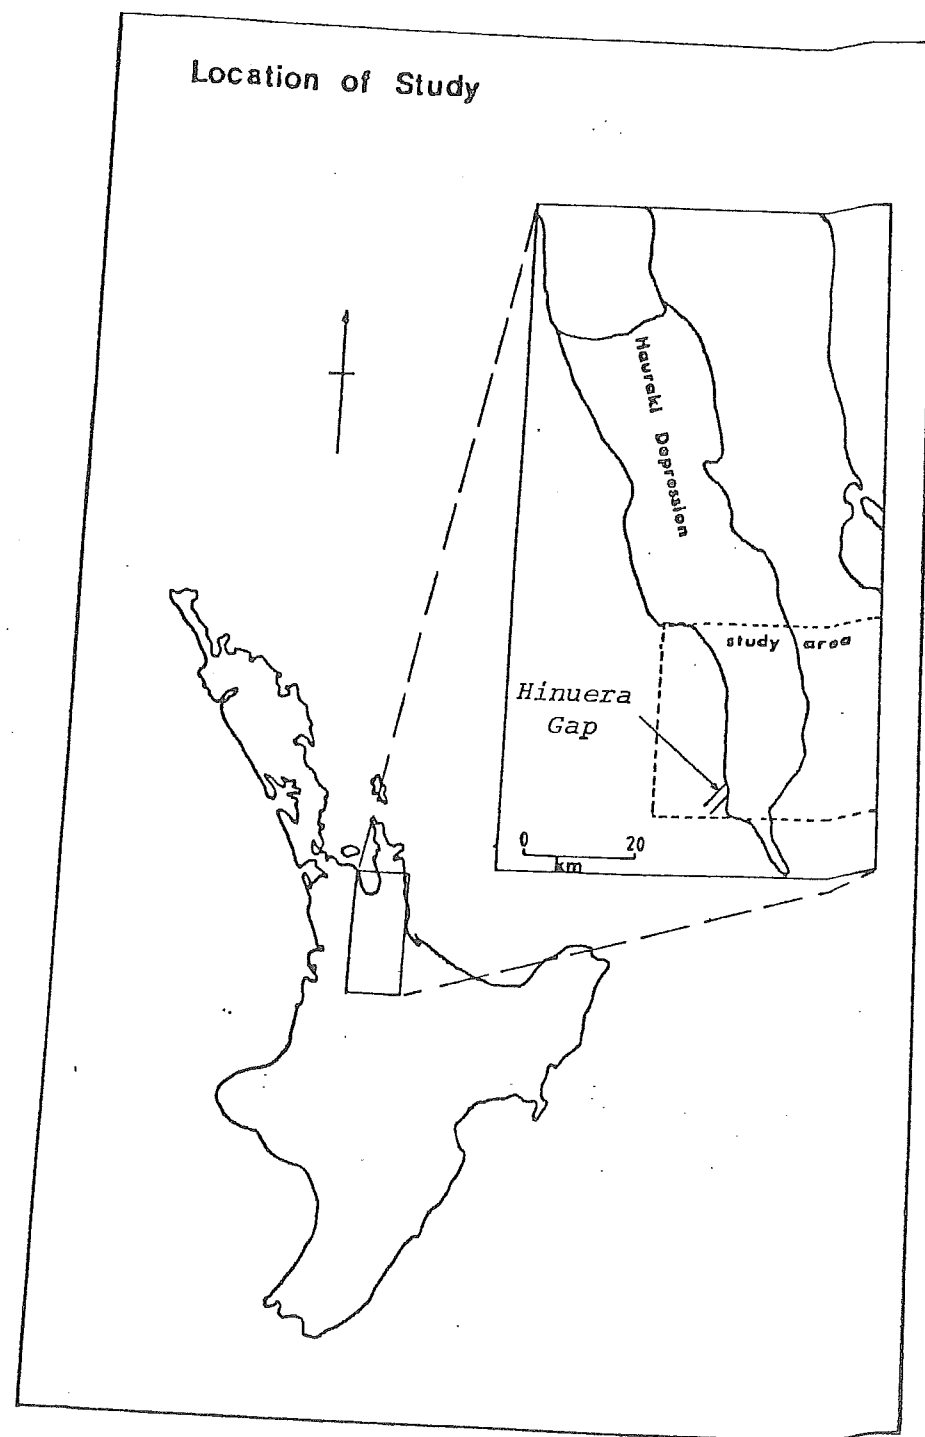 Location of Study
Hauraki Depression
study area
Hinuera
Gap
0 20
km